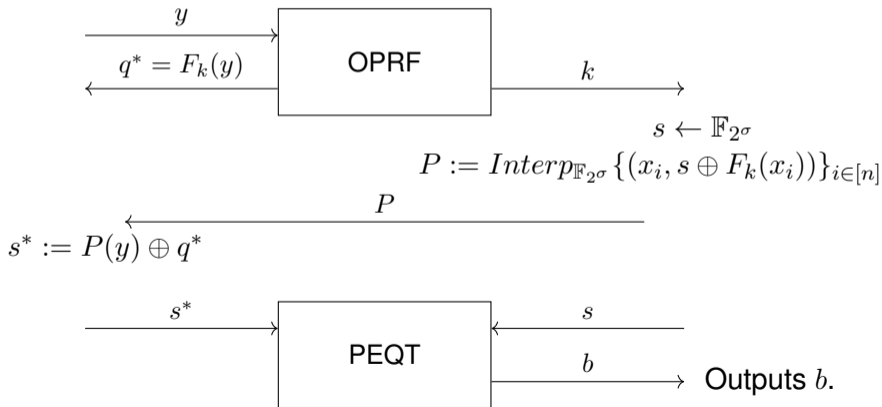 y
OPRF
q* = F_k(y)
k
s ← 𝔽_{2^σ}
P := Interp_{𝔽_{2^σ}} {(x_i, s ⊕ F_k(x_i))}_{i∈[n]}
P
s* := P(y) ⊕ q*
s*
s
PEQT
b
Outputs b.